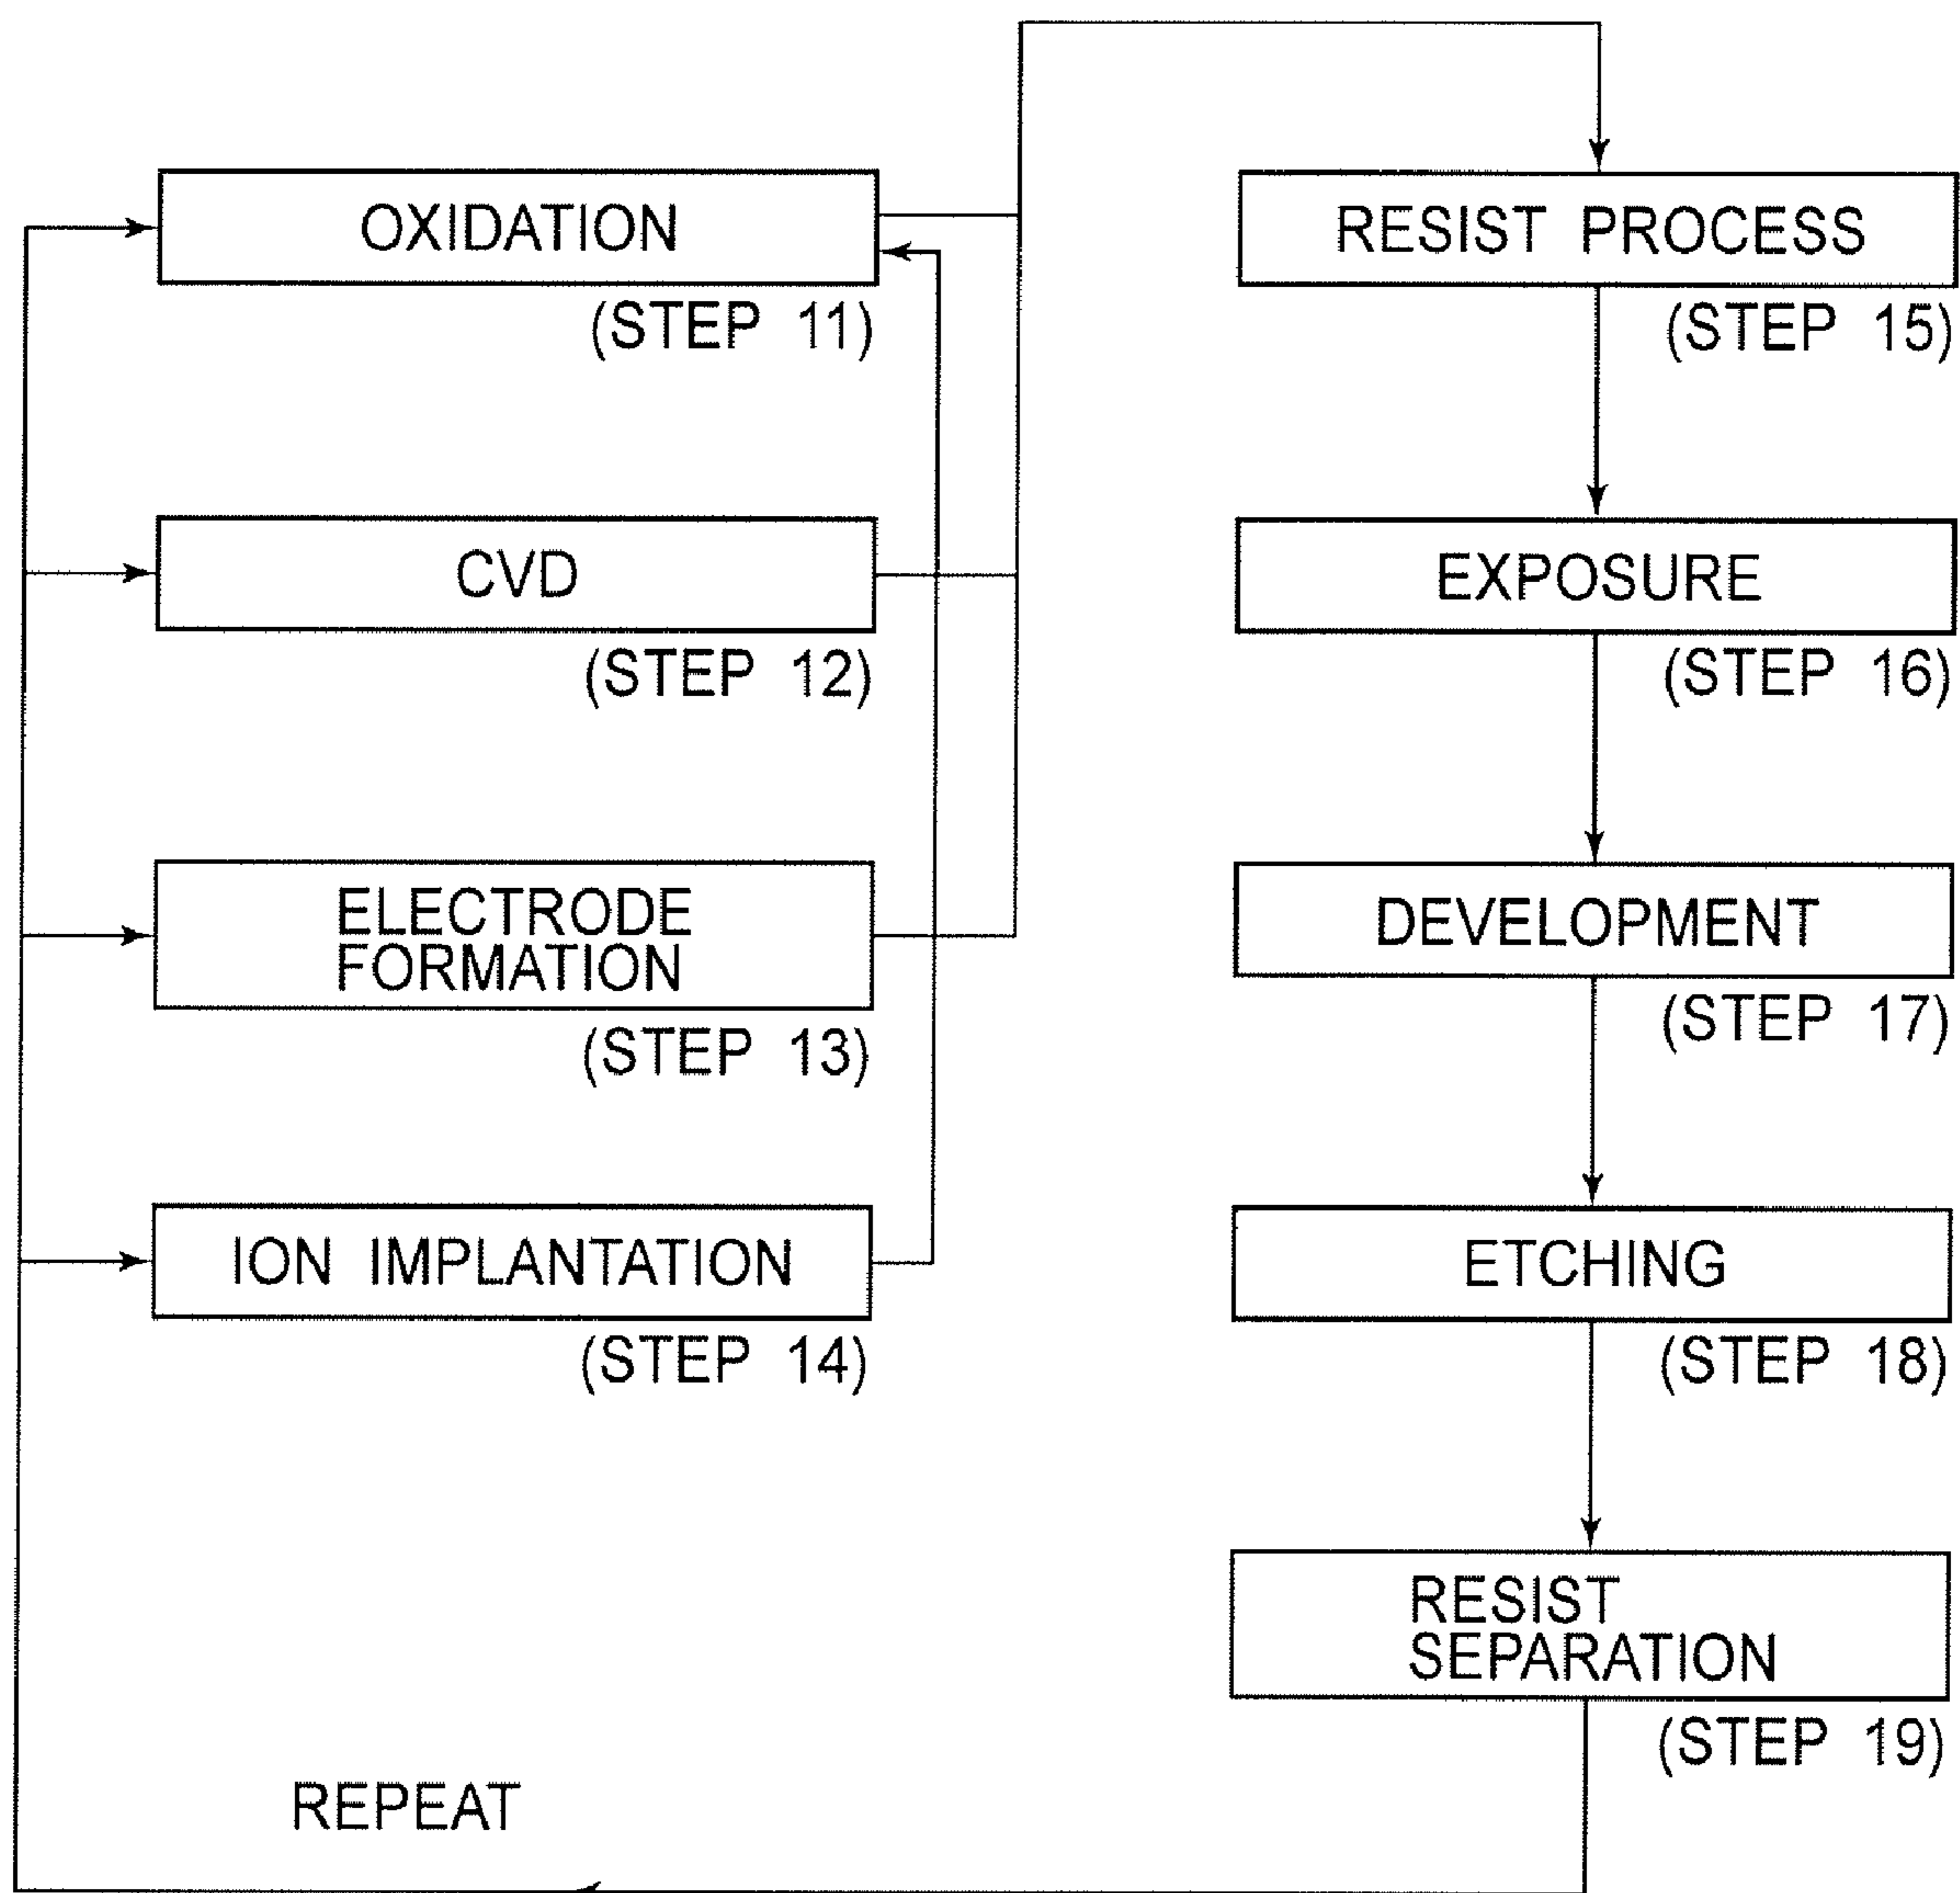 OXIDATION
(STEP 11)
CVD
(STEP 12)
ELECTRODE
FORMATION
(STEP 13)
ION IMPLANTATION
(STEP 14)
RESIST PROCESS
(STEP 15)
EXPOSURE
(STEP 16)
DEVELOPMENT
(STEP 17)
ETCHING
(STEP 18)
RESIST
SEPARATION
(STEP 19)
REPEAT